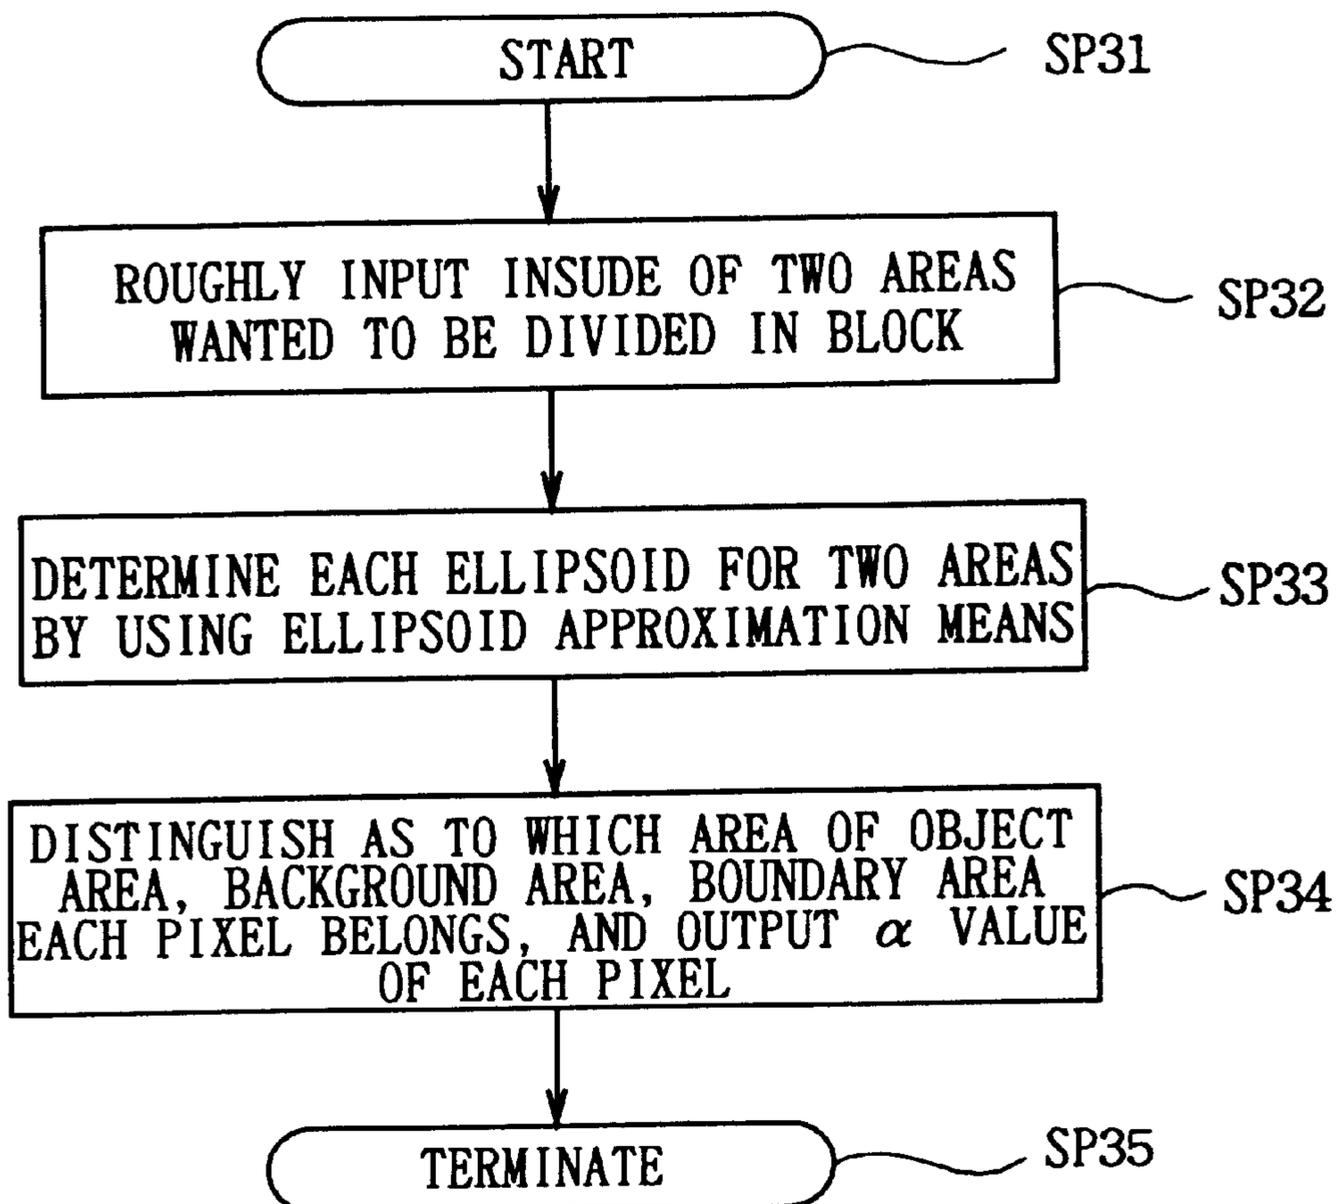 START
SP31
ROUGHLY INPUT INSUDE OF TWO AREAS
WANTED TO BE DIVIDED IN BLOCK
SP32
DETERMINE EACH ELLIPSOID FOR TWO AREAS
BY USING ELLIPSOID APPROXIMATION MEANS
SP33
DISTINGUISH AS TO WHICH AREA OF OBJECT
AREA, BACKGROUND AREA, BOUNDARY AREA
EACH PIXEL BELONGS, AND OUTPUT α VALUE
OF EACH PIXEL
SP34
TERMINATE
SP35